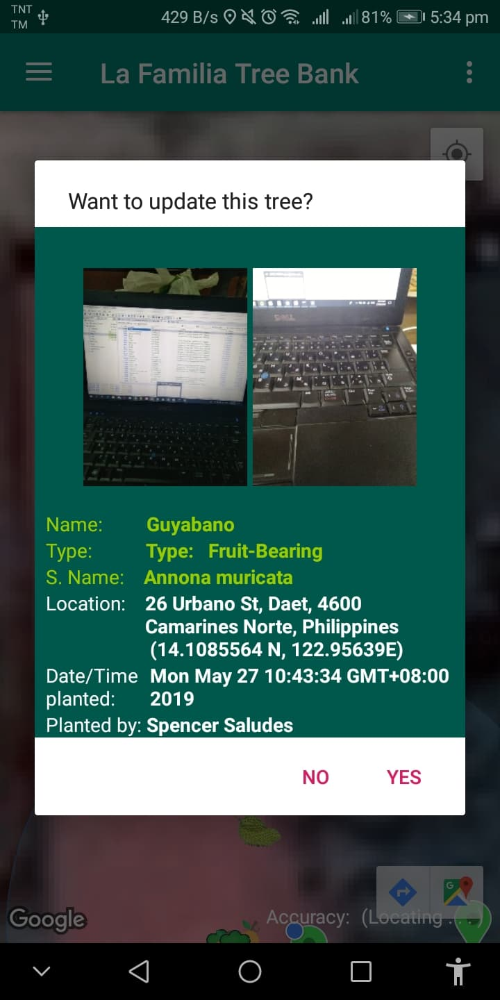 TNT
TM
429 B/s
81%
5:34 pm
La Familia Tree Bank
Want to update this tree?
DELL
Name: Guyabano
Type: Type: Fruit-Bearing
S. Name: Annona muricata
Location: 26 Urbano St, Daet, 4600
Camarines Norte, Philippines
(14.1085564 N, 122.95639E)
Date/Time Mon May 27 10:43:34 GMT+08:00
planted: 2019
Planted by: Spencer Saludes
NO YES
Google
Accuracy: (Locating . . .)
G